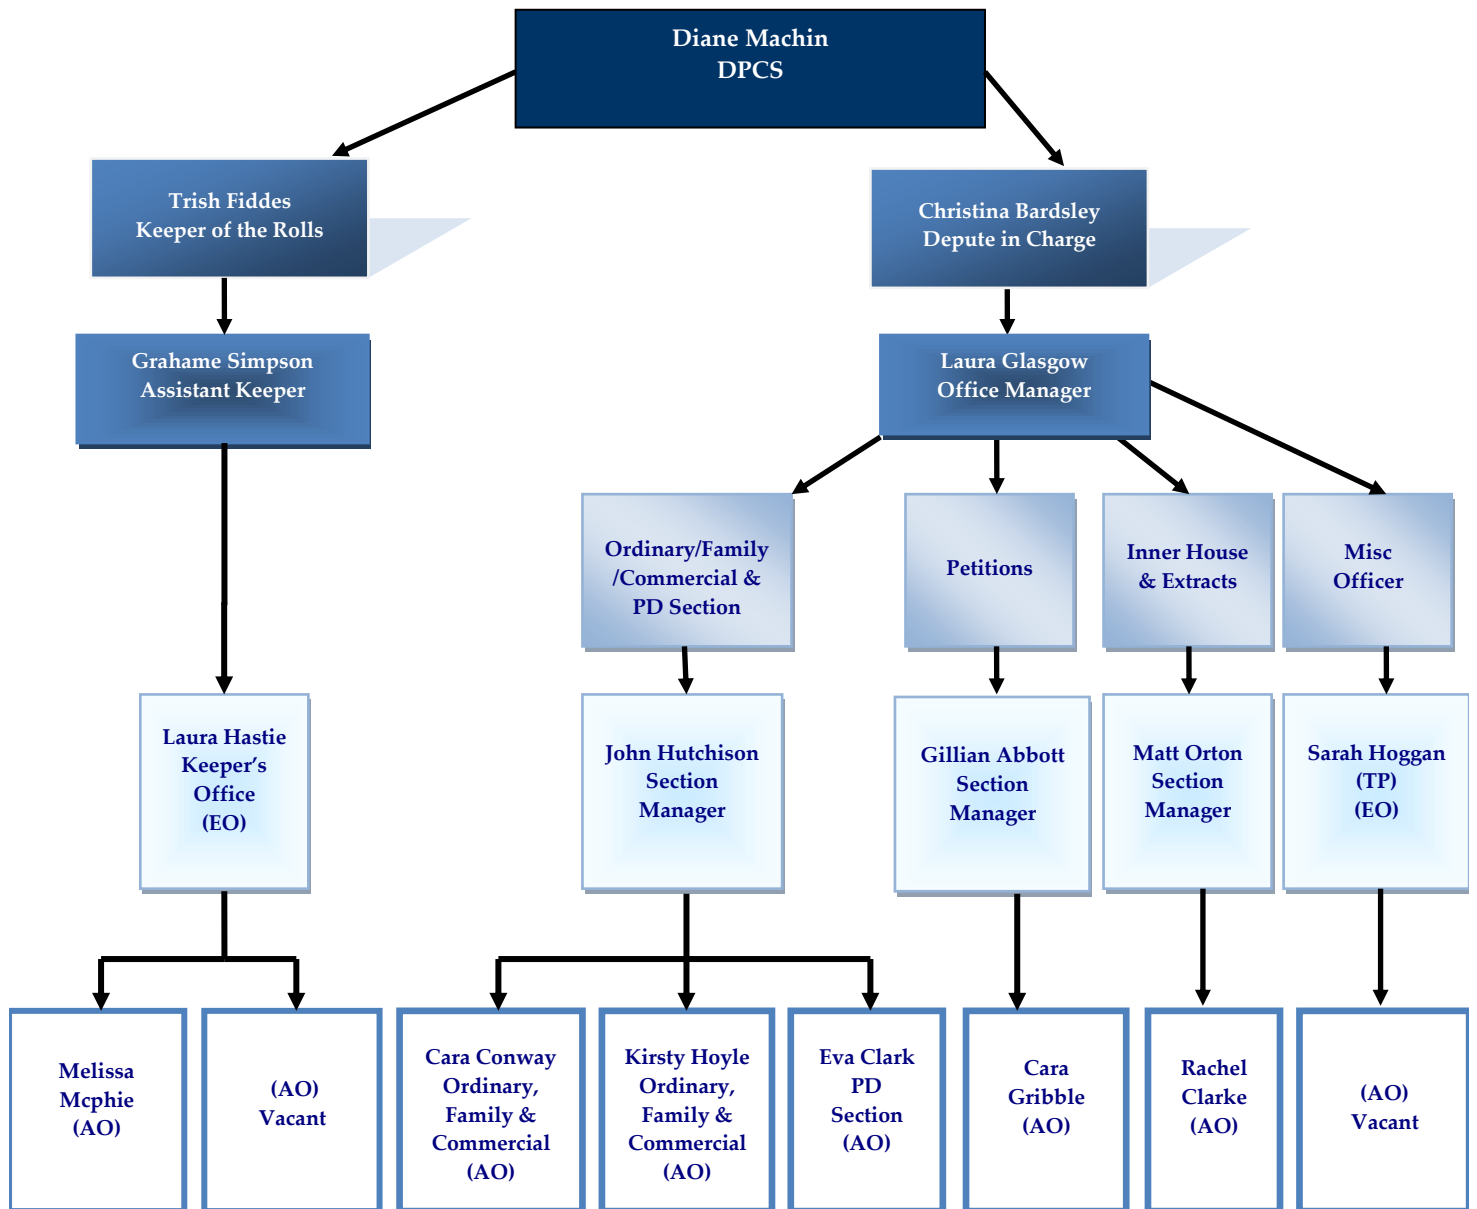 Diane Machin
DPCS
Trish Fiddes
Keeper of the Rolls
Christina Bardsley
Depute in Charge
Grahame Simpson
Assistant Keeper
Laura Glasgow
Office Manager
Ordinary/Family
/Commercial &
PD Section
Petitions
Inner House
& Extracts
Misc
Officer
Laura Hastie
Keeper's
Office
(EO)
John Hutchison
Section
Manager
Gillian Abbott
Section
Manager
Matt Orton
Section
Manager
Sarah Hoggan
(TP)
(EO)
Melissa
Mcphie
(AO)
(AO)
Vacant
Cara Conway
Ordinary,
Family &
Commercial
(AO)
Kirsty Hoyle
Ordinary,
Family &
Commercial
(AO)
Eva Clark
PD
Section
(AO)
Cara
Gribble
(AO)
Rachel
Clarke
(AO)
(AO)
Vacant